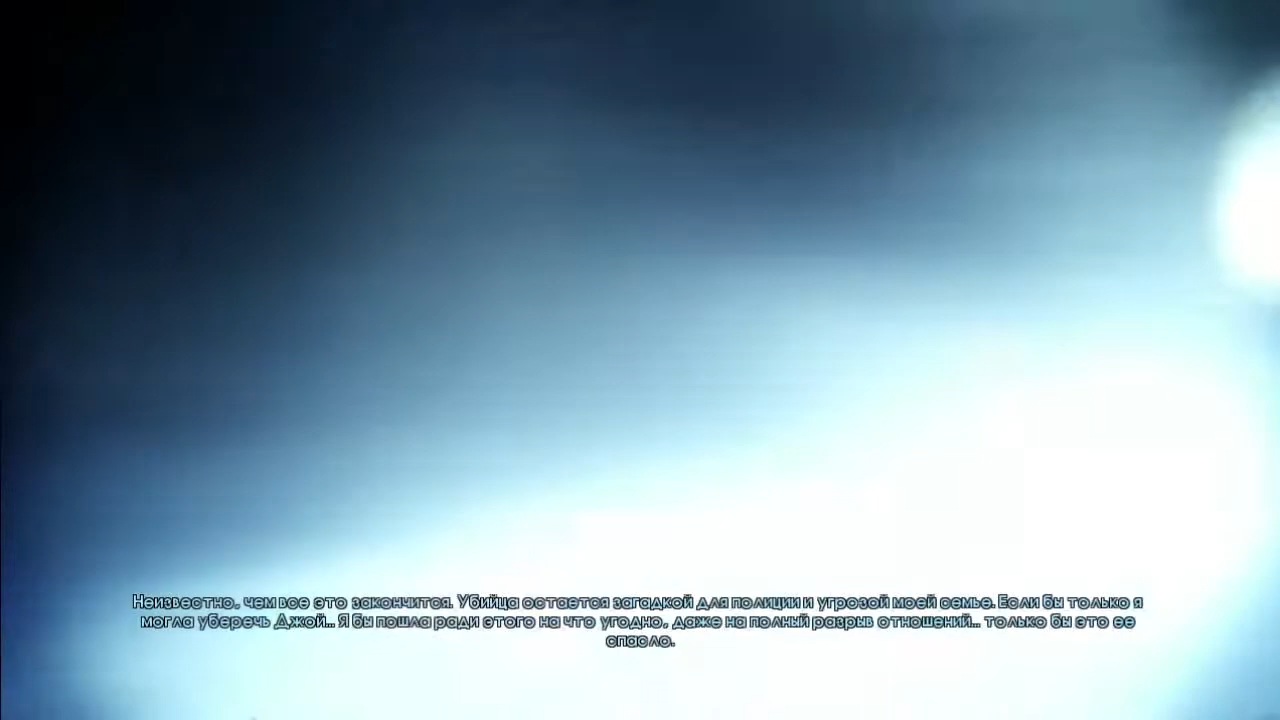 Неизвестно, чем все это закончится. Убийца остается загадкой для полиции и угрозой моей семье. Если бы только я
могла уберечь Джой... Я бы пошла ради этого на что угодно, даже на полный разрыв отношений... только бы это ее
спасло.